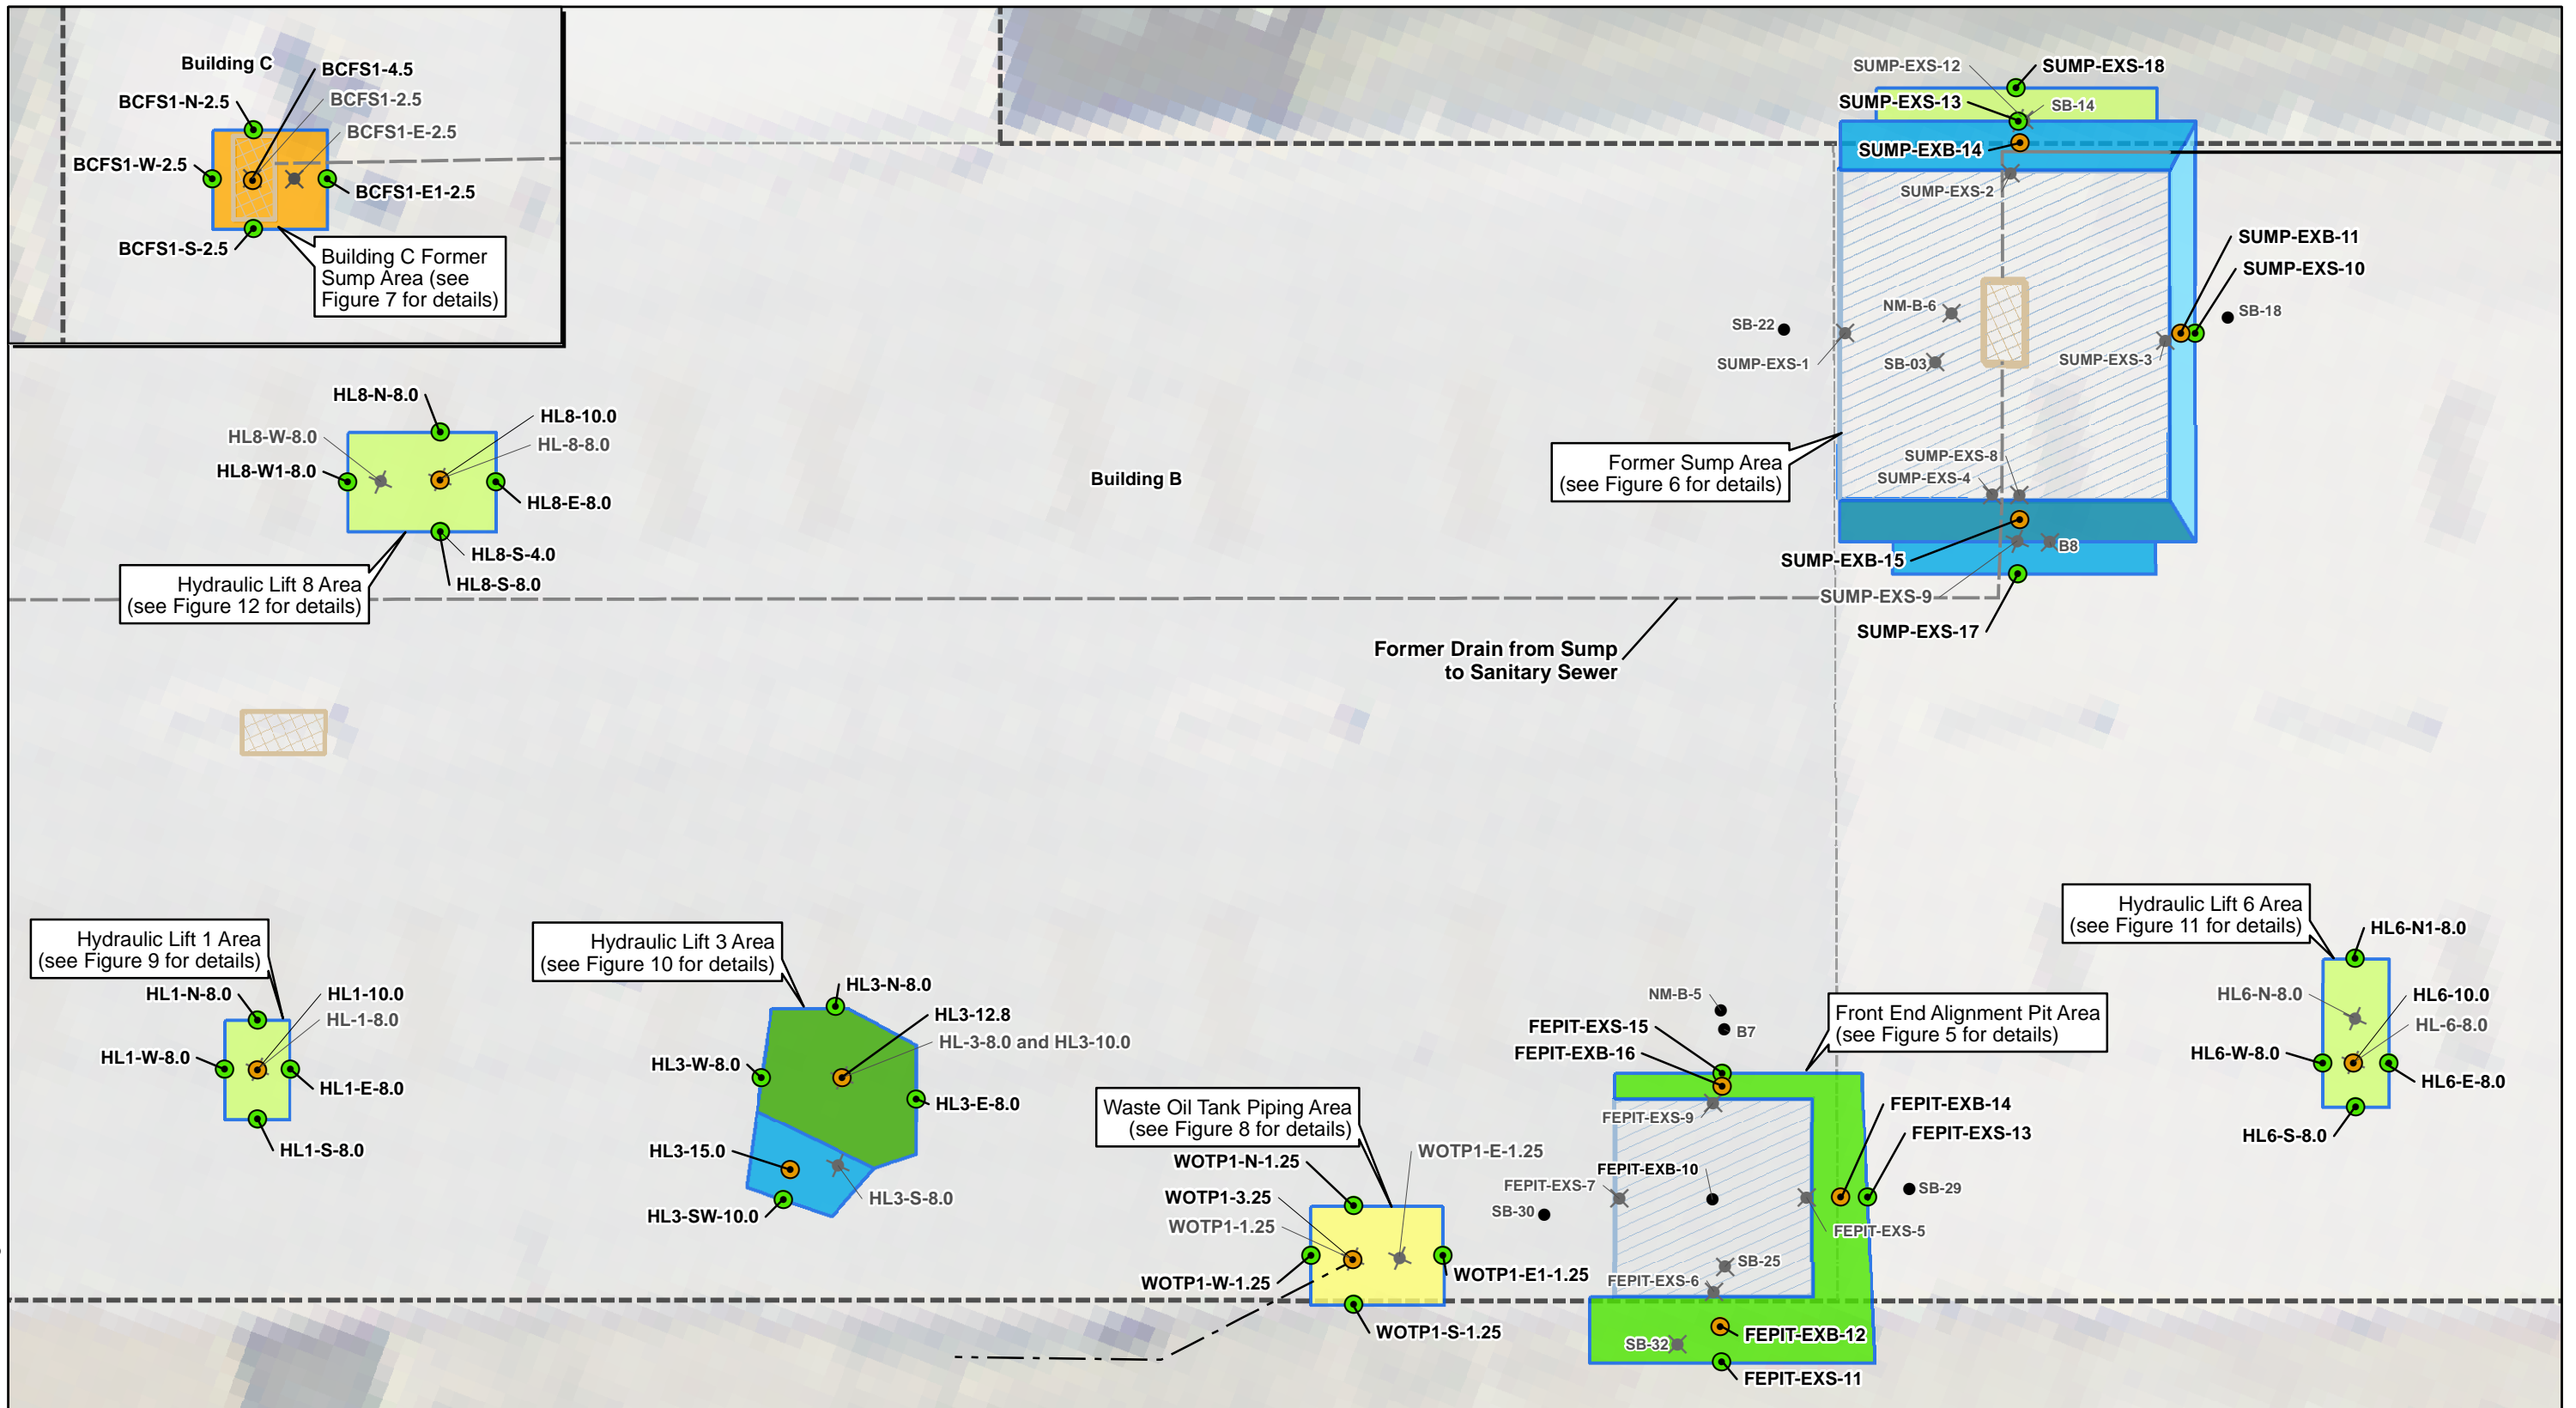 Building C
BCFS1-4.5
BCFS1-2.5
BCFS1-N-2.5
BCFS1-E-2.5
BCFS1-W-2.5
BCFS1-E1-2.5
BCFS1-S-2.5
Building C Former
Sump Area (see
Figure 7 for details)
SUMP-EXS-12
SUMP-EXS-18
SUMP-EXS-13
SB-14
SUMP-EXB-14
SUMP-EXS-2
SUMP-EXB-11
SUMP-EXS-10
NM-B-6
SB-18
SB-22
SUMP-EXS-1
SB-03
SUMP-EXS-3
Former Sump Area
(see Figure 6 for details)
SUMP-EXS-8
SUMP-EXS-4
B8
SUMP-EXB-15
SUMP-EXS-9
SUMP-EXS-17
HL8-N-8.0
HL8-10.0
HL8-W-8.0
HL-8-8.0
HL8-W1-8.0
HL8-E-8.0
HL8-S-4.0
HL8-S-8.0
Hydraulic Lift 8 Area
(see Figure 12 for details)
Building B
Former Drain from Sump
to Sanitary Sewer
Hydraulic Lift 1 Area
(see Figure 9 for details)
HL1-N-8.0
HL1-10.0
HL-1-8.0
HL1-W-8.0
HL1-E-8.0
HL1-S-8.0
Hydraulic Lift 3 Area
(see Figure 10 for details)
HL3-N-8.0
HL3-12.8
HL-3-8.0 and HL3-10.0
HL3-W-8.0
HL3-E-8.0
HL3-15.0
HL3-S-8.0
HL3-SW-10.0
Waste Oil Tank Piping Area
(see Figure 8 for details)
WOTP1-E-1.25
WOTP1-N-1.25
WOTP1-3.25
WOTP1-1.25
WOTP1-W-1.25
WOTP1-E1-1.25
WOTP1-S-1.25
NM-B-5
B7
FEPIT-EXS-15
FEPIT-EXB-16
Front End Alignment Pit Area
(see Figure 5 for details)
FEPIT-EXS-9
FEPIT-EXB-14
FEPIT-EXS-13
FEPIT-EXB-10
FEPIT-EXS-7
SB-29
SB-30
FEPIT-EXS-5
SB-25
FEPIT-EXS-6
SB-32
FEPIT-EXB-12
FEPIT-EXS-11
Hydraulic Lift 6 Area
(see Figure 11 for details)
HL6-N1-8.0
HL6-N-8.0
HL6-10.0
HL-6-8.0
HL6-W-8.0
HL6-E-8.0
HL6-S-8.0